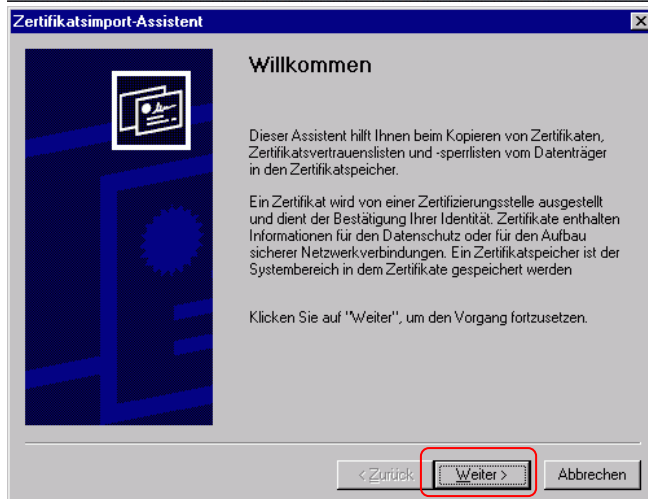 Zertifikatsimport-Assistent
Willkommen
Dieser Assistent hilft Ihnen beim Kopieren von Zertifikaten,
Zertifikatsvertrauenslisten und -sperrlisten vom Datenträger
in den Zertifikatspeicher.
Ein Zertifikat wird von einer Zertifizierungsstelle ausgestellt
und dient der Bestätigung Ihrer Identität. Zertifikate enthalten
Informationen für den Datenschutz oder für den Aufbau
sicherer Netzwerkverbindungen. Ein Zertifikatspeicher ist der
Systembereich in dem Zertifikate gespeichert werden
Klicken Sie auf "Weiter", um den Vorgang fortzusetzen.
< Zurück Weiter > Abbrechen